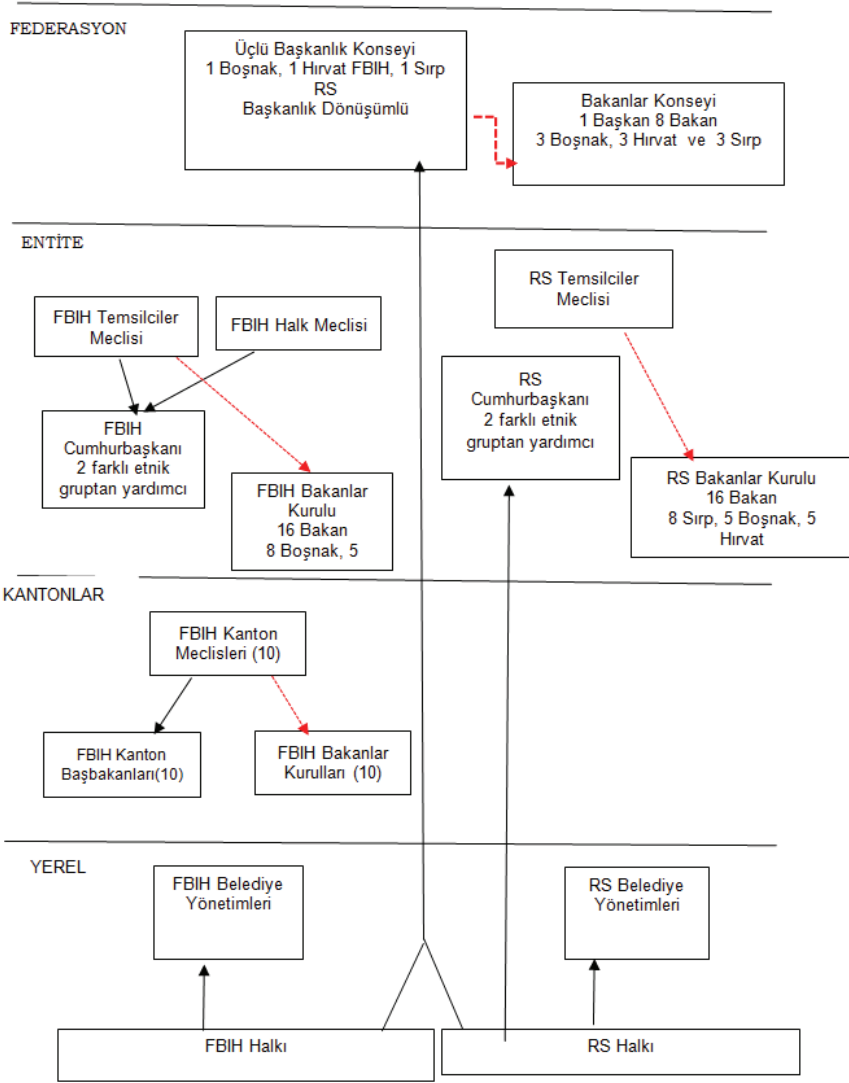 FEDERASYON
Üçlü Başkanlık Konseyi
1 Boşnak, 1 Hırvat FBIH, 1 Sırp
RS
Başkanlık Dönüşümlü
Bakanlar Konseyi
1 Başkan 8 Bakan
3 Boşnak, 3 Hırvat ve 3 Sırp
ENTİTE
FBIH Temsilciler
Meclisi
FBIH Halk Meclisi
RS Temsilciler
Meclisi
FBIH
Cumhurbaşkanı
2 farklı etnik
gruptan yardımcı
RS
Cumhurbaşkanı
2 farklı etnik
gruptan yardımcı
FBIH Bakanlar
Kurulu
16 Bakan
8 Boşnak, 5
RS Bakanlar Kurulu
16 Bakan
8 Sırp, 5 Boşnak, 5
Hırvat
KANTONLAR
FBIH Kanton
Meclisleri (10)
FBIH Kanton
Başbakanları(10)
FBIH Bakanlar
Kurulları (10)
YEREL
FBIH Belediye
Yönetimleri
RS Belediye
Yönetimleri
FBIH Halkı
RS Halkı